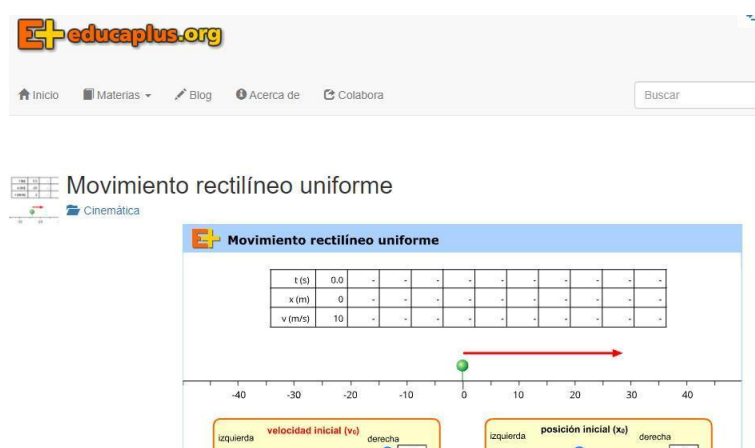 E+ educaplus.org
Inicio Materias Blog Acerca de Colabora Buscar
Movimiento rectilíneo uniforme
Cinemática
E+ Movimiento rectilíneo uniforme
t (s) 0.0 - - - - - - - - -
x (m) 0 - - - - - - - - -
v (m/s) 10 - - - - - - - - -
-40 -30 -20 -10 0 10 20 30 40
velocidad inicial (v₀) posición inicial (x₀)
izquierda derecha izquierda derecha